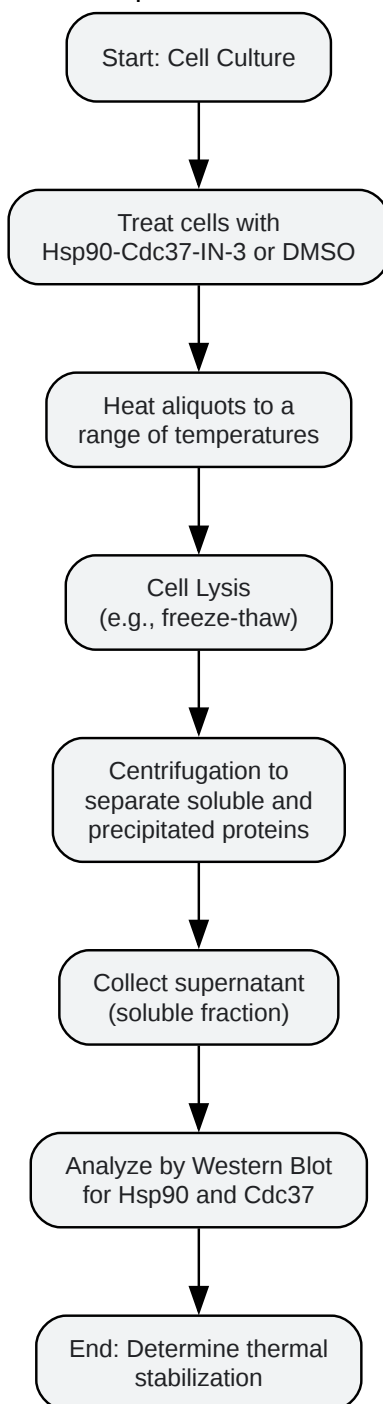 Start: Cell Culture
Treat cells with
Hsp90-Cdc37-IN-3 or DMSO
Heat aliquots to a
range of temperatures
Cell Lysis
(e.g., freeze-thaw)
Centrifugation to
separate soluble and
precipitated proteins
Collect supernatant
(soluble fraction)
Analyze by Western Blot
for Hsp90 and Cdc37
End: Determine thermal
stabilization